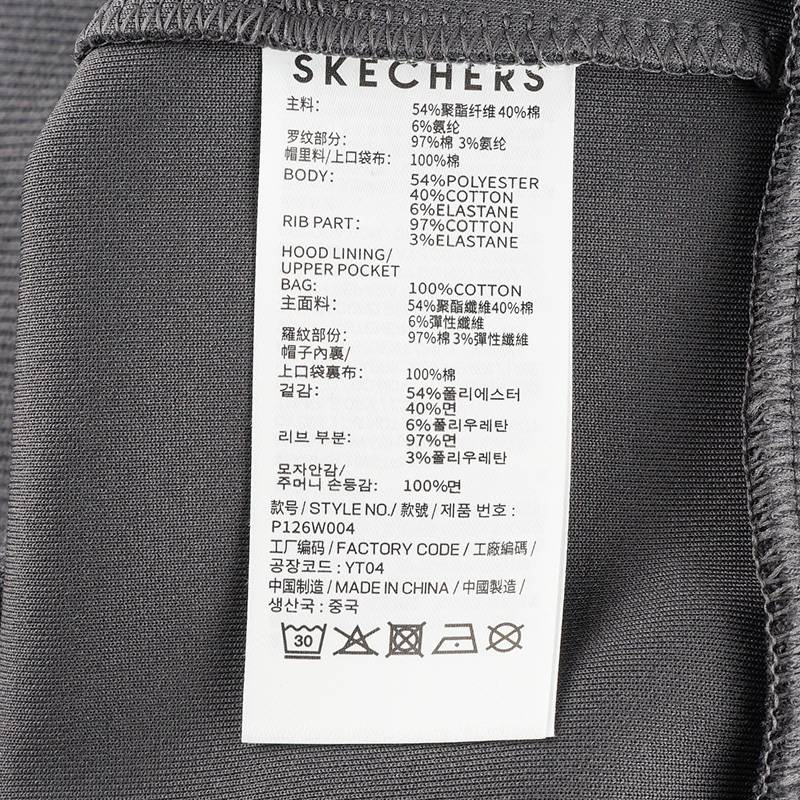 SKECHERS
主料： 54%聚酯纤维 40%棉
6%氨纶
罗纹部分： 97%棉 3%氨纶
帽里料/上口袋布： 100%棉
BODY： 54%POLYESTER
40%COTTON
6%ELASTANE
RIB PART： 97%COTTON
3%ELASTANE
HOOD LINING/
UPPER POCKET
BAG: 100%COTTON
主面料： 54%聚酯纖維40%棉
6%彈性纖維
羅紋部份： 97%棉 3%彈性纖維
帽子內裏/
上口袋裏布： 100%棉
겉감： 54%폴리에스터
40%면
6%폴리우레탄
리브 부분： 97%면
3%폴리우레탄
모자안감/
주머니 손등감： 100%면
款号 / STYLE NO./ 款號 / 제품 번호 :
P126W004
工厂编码 / FACTORY CODE / 工廠編碼 /
공장코드 : YT04
中国制造 / MADE IN CHINA / 中國製造 /
생산국 : 중국
30